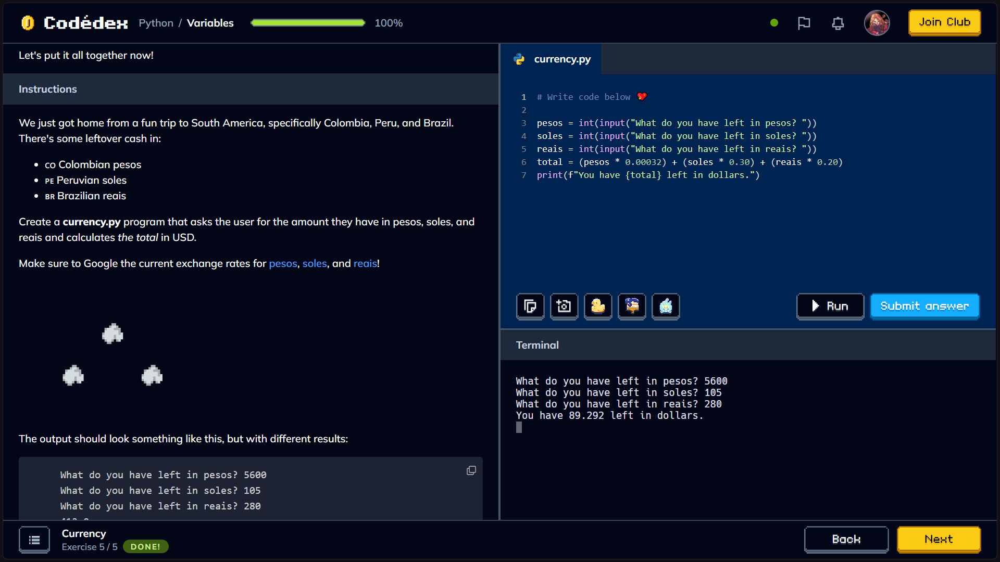 Codédex Python / Variables 100% Join Club
Let's put it all together now!
Instructions
We just got home from a fun trip to South America, specifically Colombia, Peru, and Brazil.
There's some leftover cash in:
• CO Colombian pesos
• PE Peruvian soles
• BR Brazilian reais
Create a currency.py program that asks the user for the amount they have in pesos, soles, and
reais and calculates the total in USD.
Make sure to Google the current exchange rates for pesos, soles, and reais!
The output should look something like this, but with different results:
What do you have left in pesos? 5600
What do you have left in soles? 105
What do you have left in reais? 280
currency.py
1 # Write code below 💖
2
3 pesos = int(input("What do you have left in pesos? "))
4 soles = int(input("What do you have left in soles? "))
5 reais = int(input("What do you have left in reais? "))
6 total = (pesos * 0.00032) + (soles * 0.30) + (reais * 0.20)
7 print(f"You have {total} left in dollars.")
Run Submit answer
Terminal
What do you have left in pesos? 5600
What do you have left in soles? 105
What do you have left in reais? 280
You have 89.292 left in dollars.
Currency
Exercise 5 / 5 DONE!
Back Next